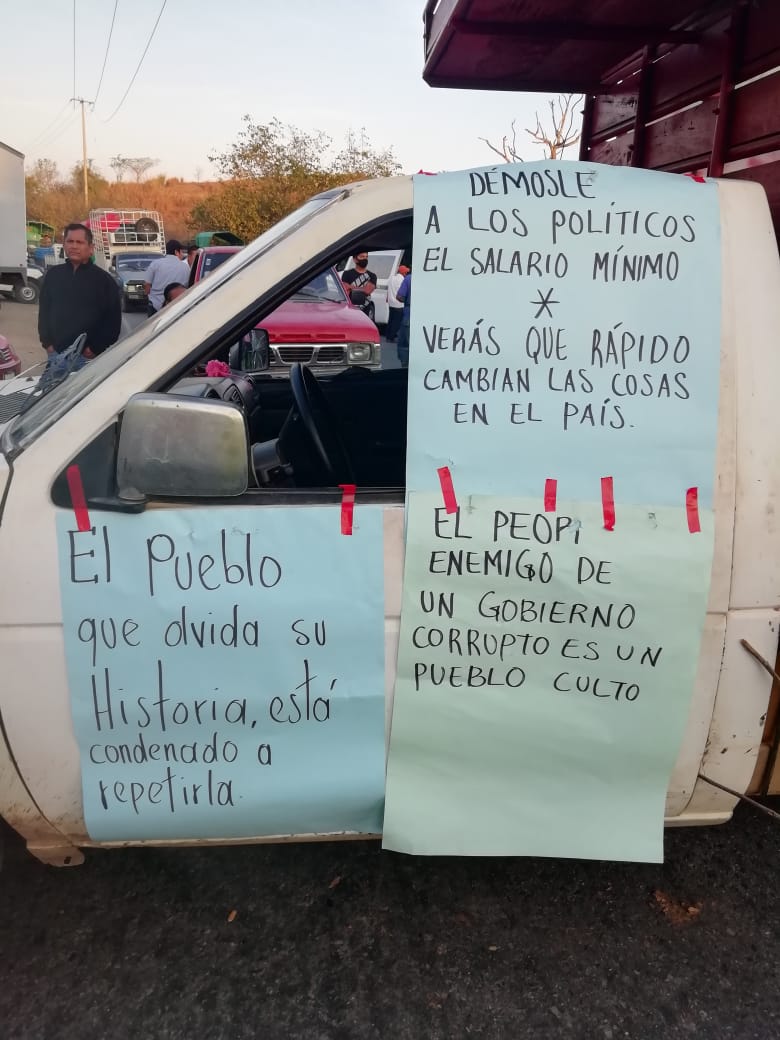 DÉMOSLE
A LOS POLÍTICOS
EL SALARIO MÍNIMO
*
VERÁS QUE RÁPIDO
CAMBIAN LAS COSAS
EN EL PAÍS.
EL PEOR
ENEMIGO DE
UN GOBIERNO
CORRUPTO ES UN
PUEBLO CULTO
El Pueblo
que olvida su
Historia, está
condenado a
repetirla.